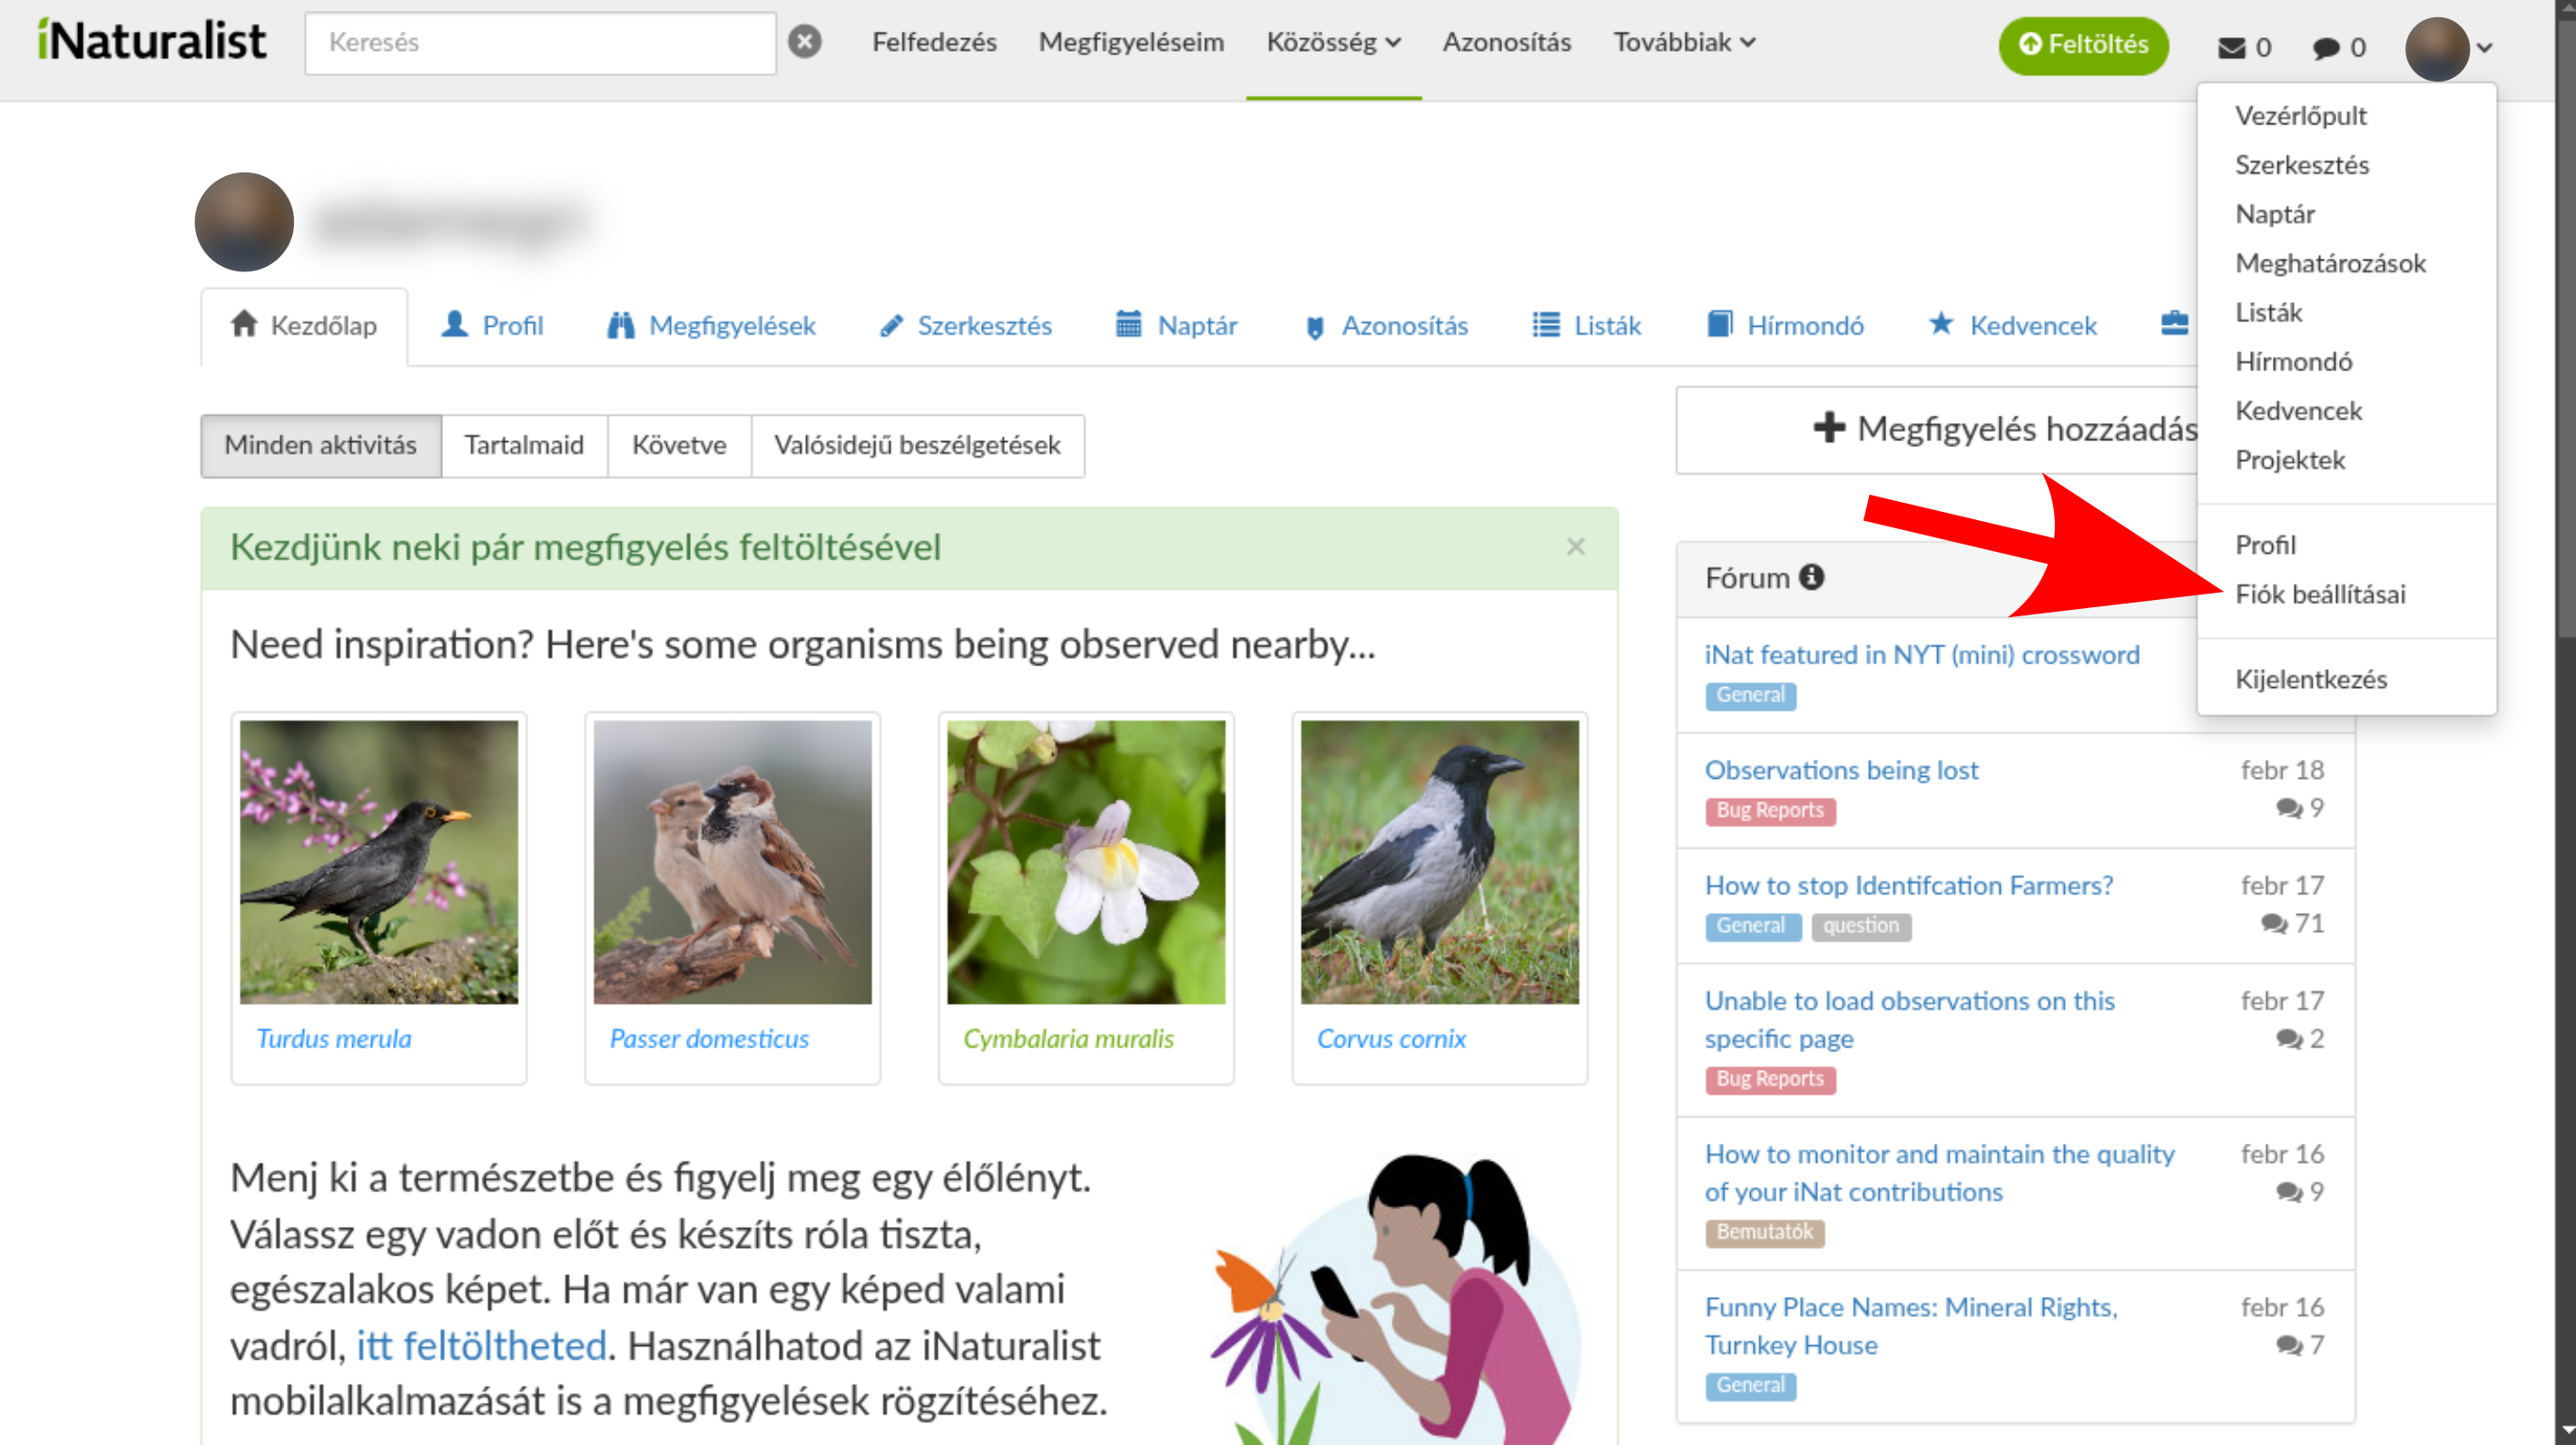 iNaturalist
Keresés
Felfedezés
Megfigyeléseim
Közösség
Azonosítás
Továbbiak
Feltöltés
0
0
Vezérlőpult
Szerkesztés
Naptár
Meghatározások
Listák
Hírmondó
Kedvencek
Projektek
Profil
Fiók beállításai
Kijelentkezés
Kezdőlap
Profil
Megfigyelések
Szerkesztés
Naptár
Azonosítás
Listák
Hírmondó
Kedvencek
Minden aktivitás
Tartalmaid
Követve
Valósidejű beszélgetések
Megfigyelés hozzáadás
Kezdjünk neki pár megfigyelés feltöltésével
×
Need inspiration? Here's some organisms being observed nearby...
Turdus merula
Passer domesticus
Cymbalaria muralis
Corvus cornix
Menj ki a természetbe és figyelj meg egy élőlényt.
Válassz egy vadon előt és készíts róla tiszta,
egészalakos képet. Ha már van egy képed valami
vadról, itt feltöltheted. Használhatod az iNaturalist
mobilalkalmazását is a megfigyelések rögzítéséhez.
Fórum
iNat featured in NYT (mini) crossword
General
Observations being lost
febr 18
Bug Reports
9
How to stop Identifcation Farmers?
febr 17
General
question
71
Unable to load observations on this
febr 17
specific page
2
Bug Reports
How to monitor and maintain the quality
febr 16
of your iNat contributions
9
Bemutatók
Funny Place Names: Mineral Rights,
febr 16
Turnkey House
7
General